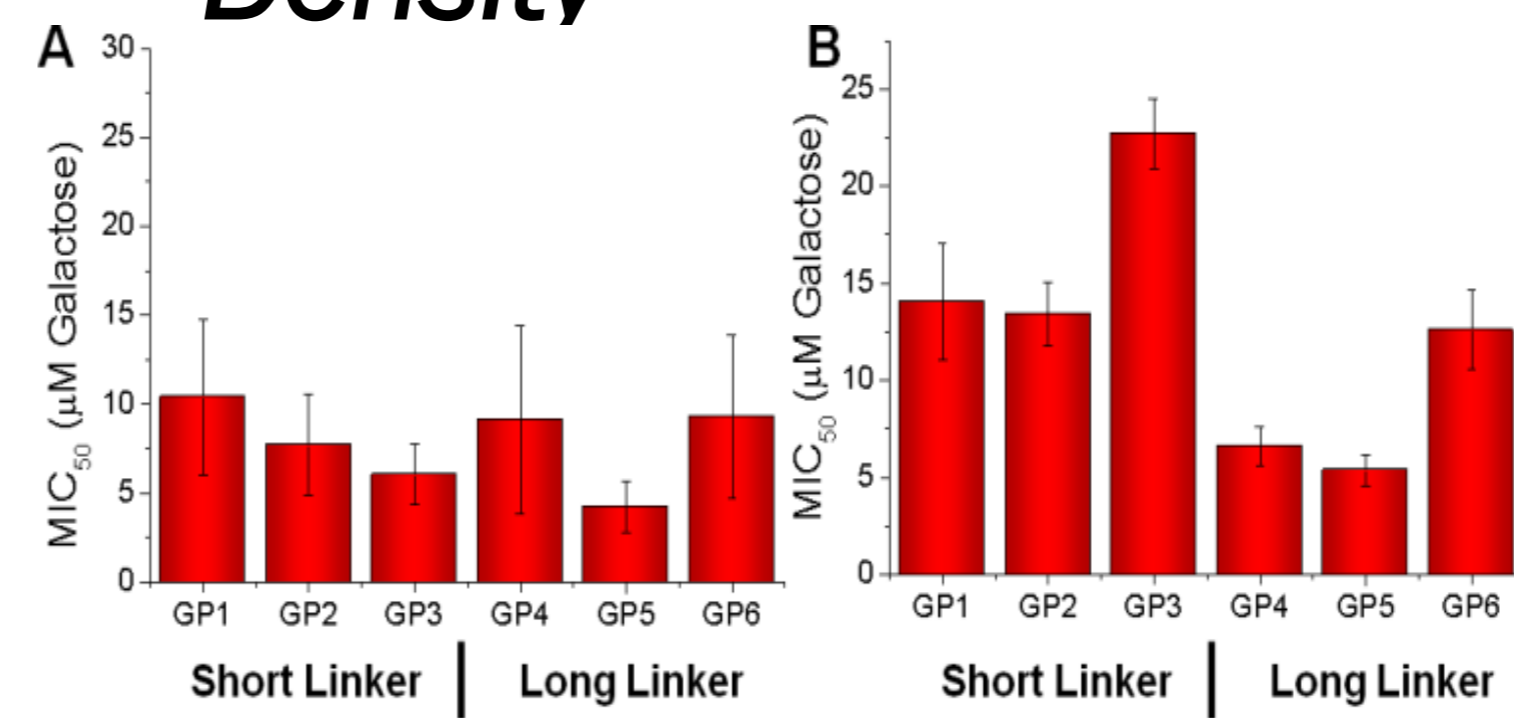 Density
A
30
25
20
15
10
5
0
MIC50 (µM Galactose)
GP1 GP2 GP3 GP4 GP5 GP6
Short Linker | Long Linker
B
25
20
15
10
5
0
MIC50 (µM Galactose)
GP1 GP2 GP3 GP4 GP5 GP6
Short Linker | Long Linker